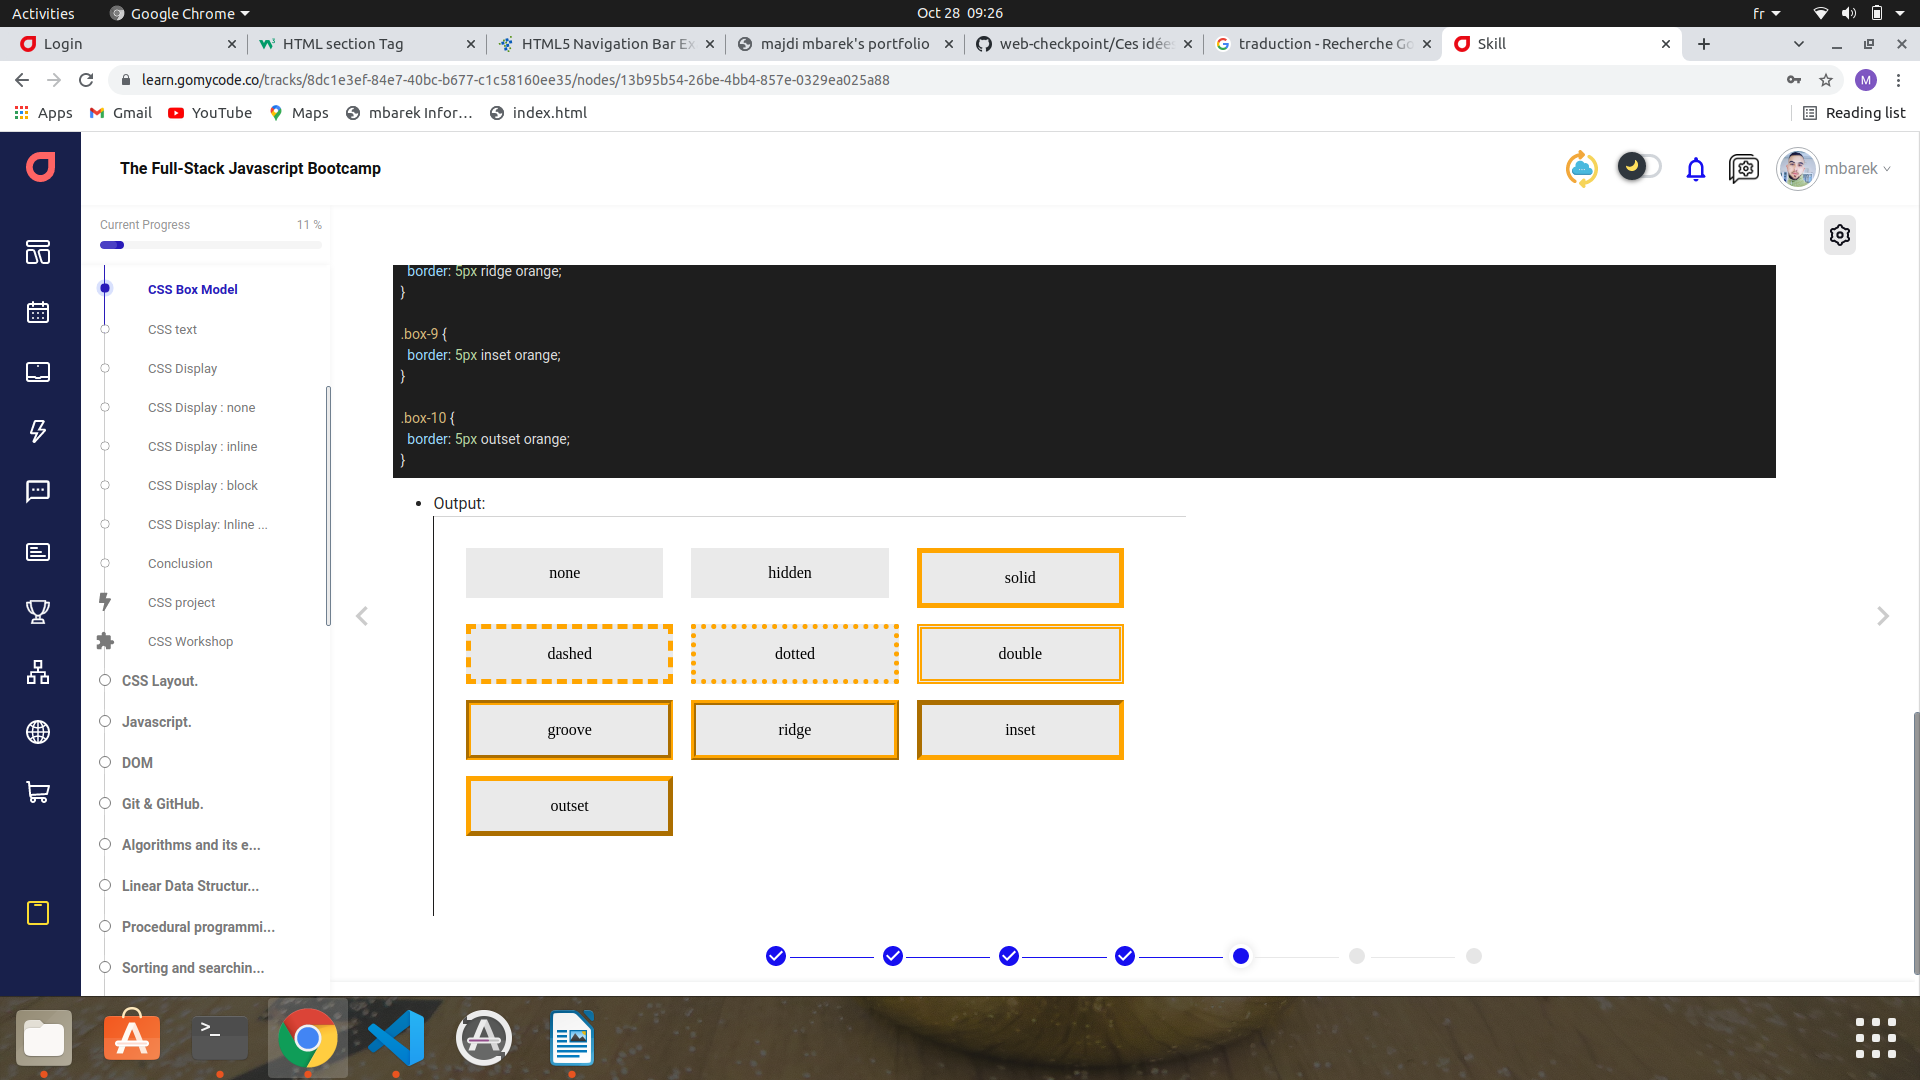 Activities Google Chrome Oct 28 09:26 fr
Login HTML section Tag HTML5 Navigation Bar Ex majdi mbarek's portfolio web-checkpoint/Ces idée traduction - Recherche Go Skill
learn.gomycode.co/tracks/8dc1e3ef-84e7-40bc-b677-c1c58160ee35/nodes/13b95b54-26be-4bb4-857e-0329ea025a88 M
Apps Gmail YouTube Maps mbarek Infor... index.html Reading list
The Full-Stack Javascript Bootcamp mbarek
Current Progress 11 %
CSS Box Model
CSS text
CSS Display
CSS Display : none
CSS Display : inline
CSS Display : block
CSS Display: Inline ...
Conclusion
CSS project
CSS Workshop
CSS Layout.
Javascript.
DOM
Git & GitHub.
Algorithms and its e...
Linear Data Structur...
Procedural programmi...
Sorting and searchin...
border: 5px ridge orange;
}
.box-9 {
border: 5px inset orange;
}
.box-10 {
border: 5px outset orange;
}
• Output:
none hidden solid
dashed dotted double
groove ridge inset
outset